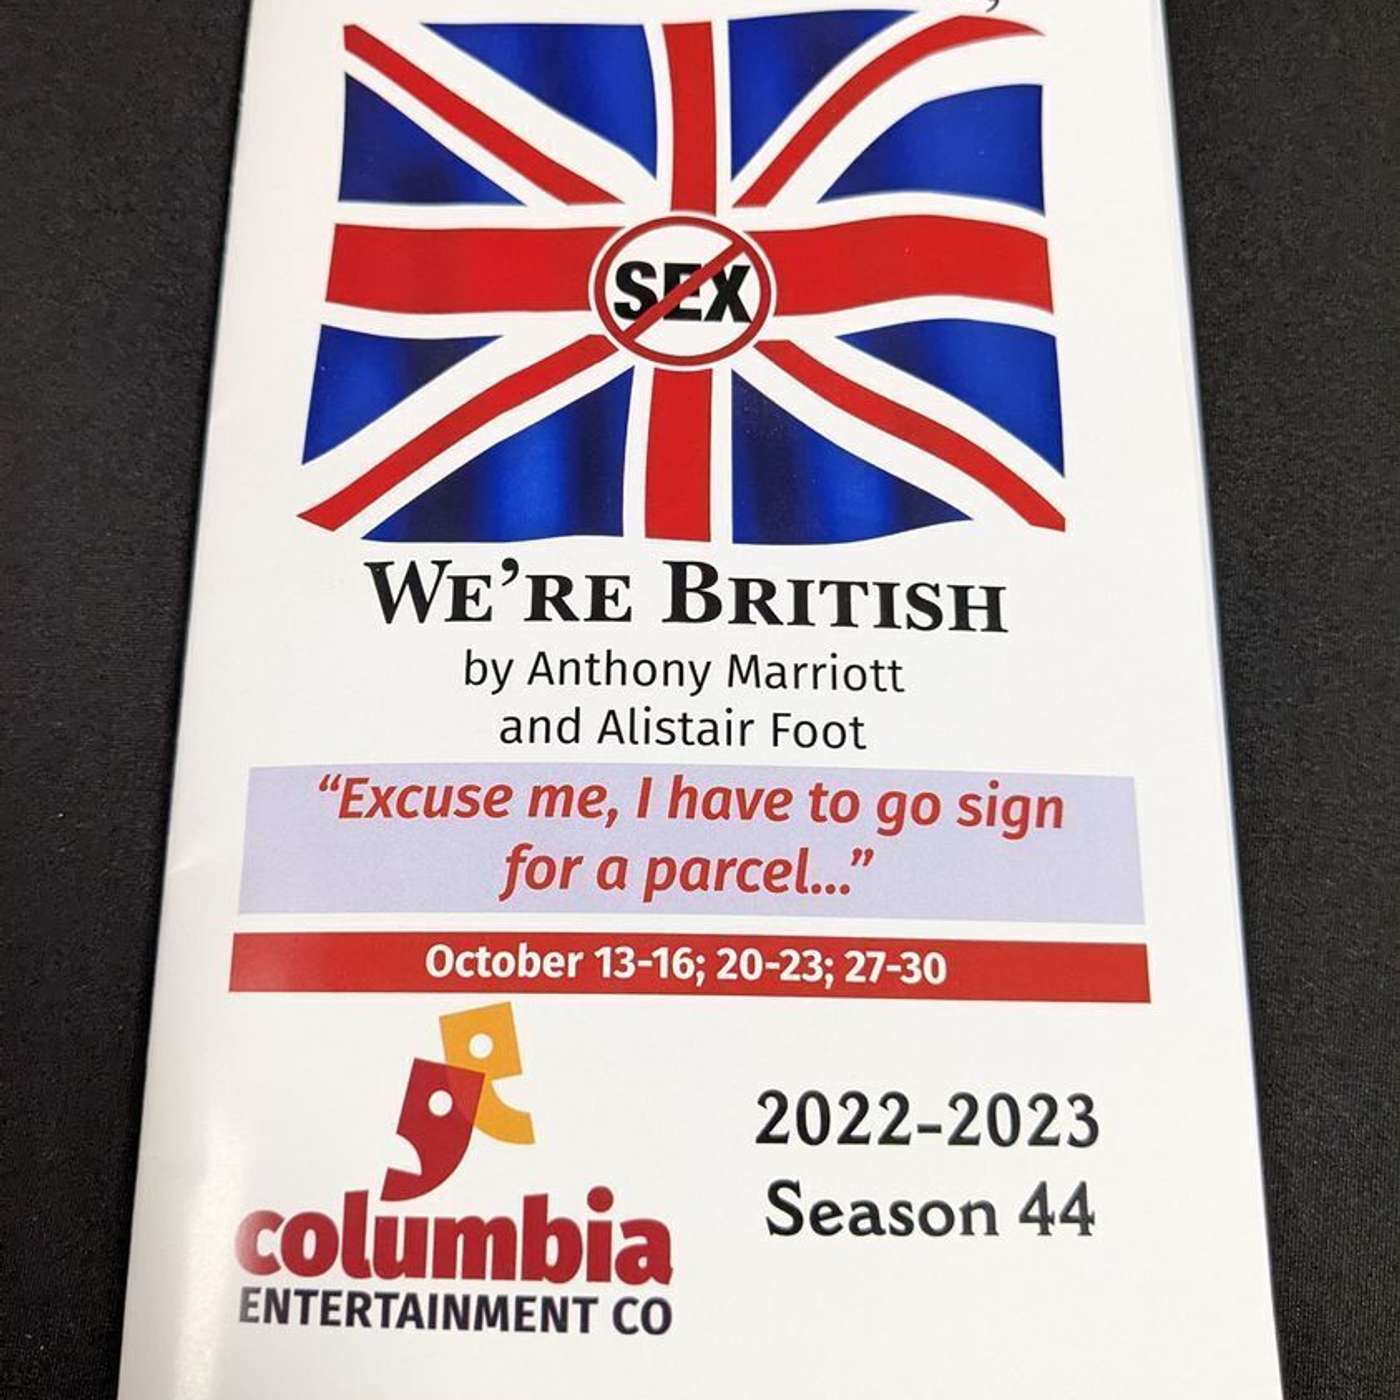 SEX
WE'RE BRITISH
by Anthony Marriott
and Alistair Foot
"Excuse me, I have to go sign
for a parcel..."
October 13-16; 20-23; 27-30
2022-2023
Season 44
columbia
ENTERTAINMENT CO